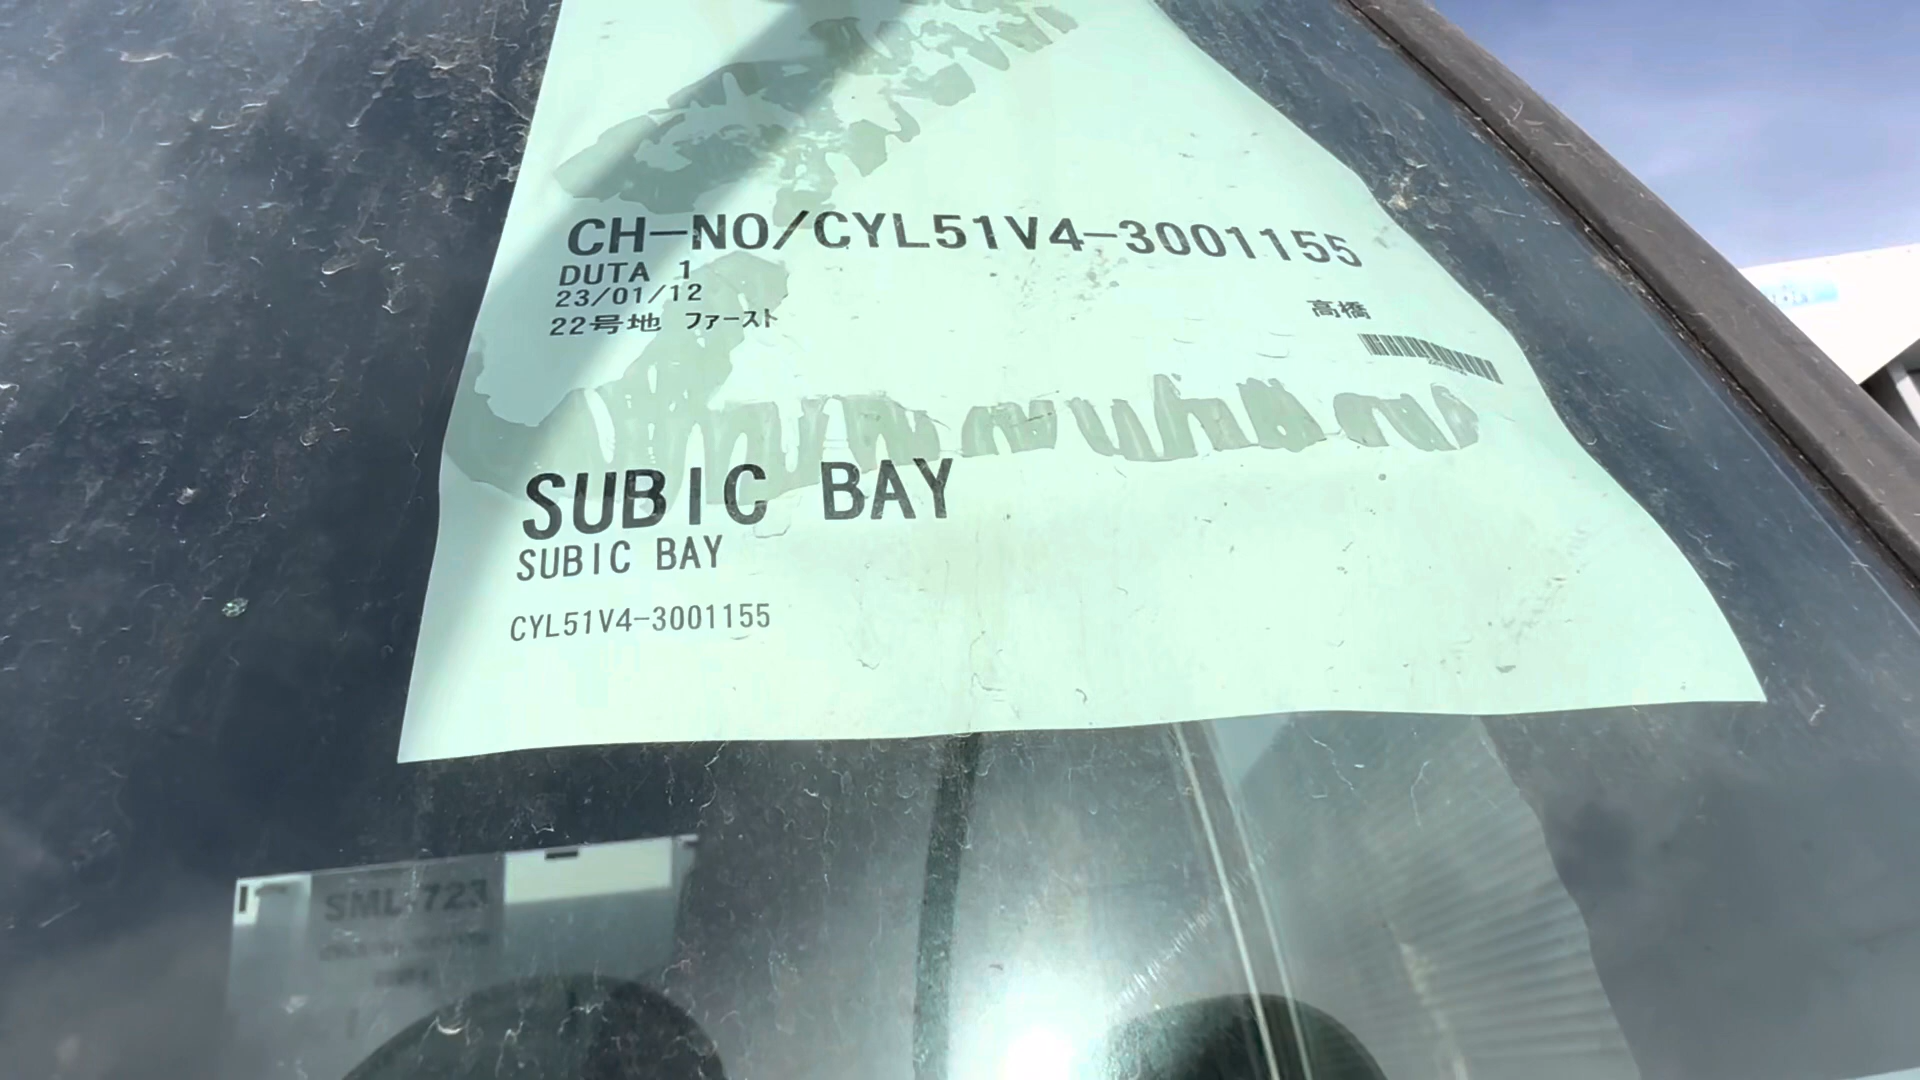 CH-NO/CYL51V4-3001155
DUTA 1
23/01/12
22号地 ファースト
高橋
SUBIC BAY
SUBIC BAY
CYL51V4-3001155
SML-723